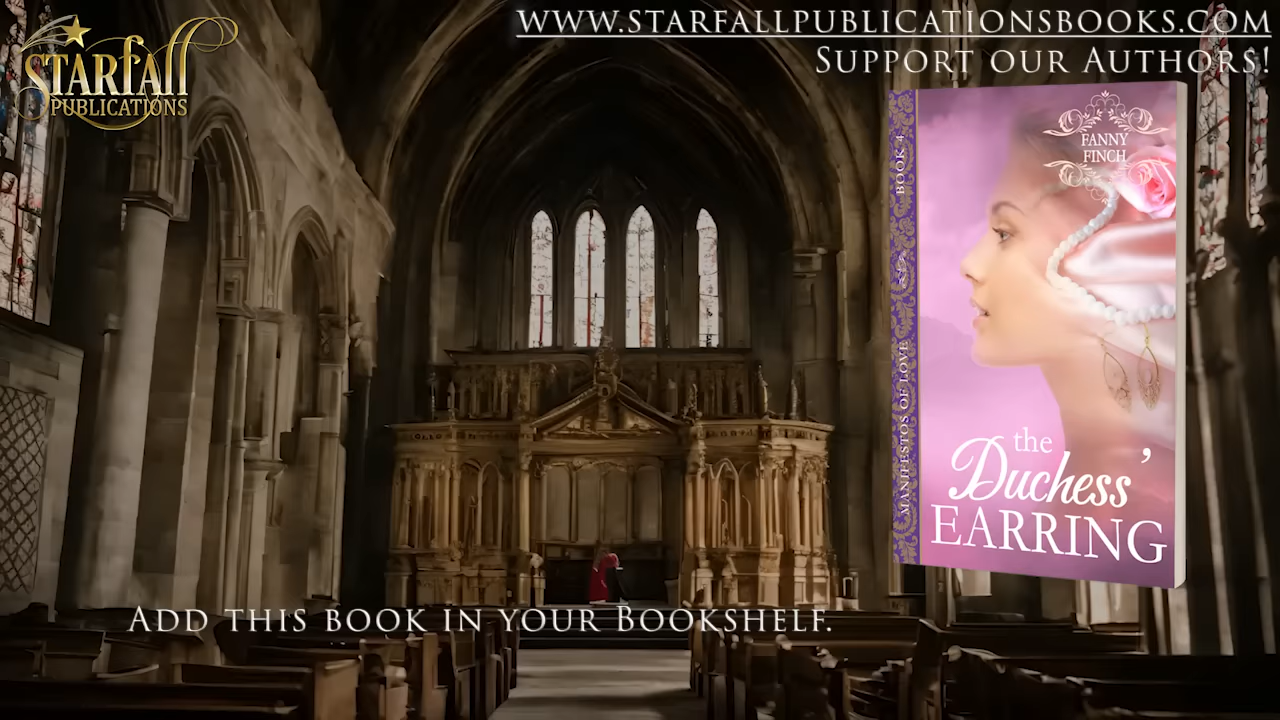 STARfall
PUBLICATIONS
www.starfallpublicationsbooks.com
Support our Authors!
BOOK 4
MANIFESTOS OF LOVE
FANNY
FINCH
the
Duchess'
EARRING
Add this book in your Bookshelf.